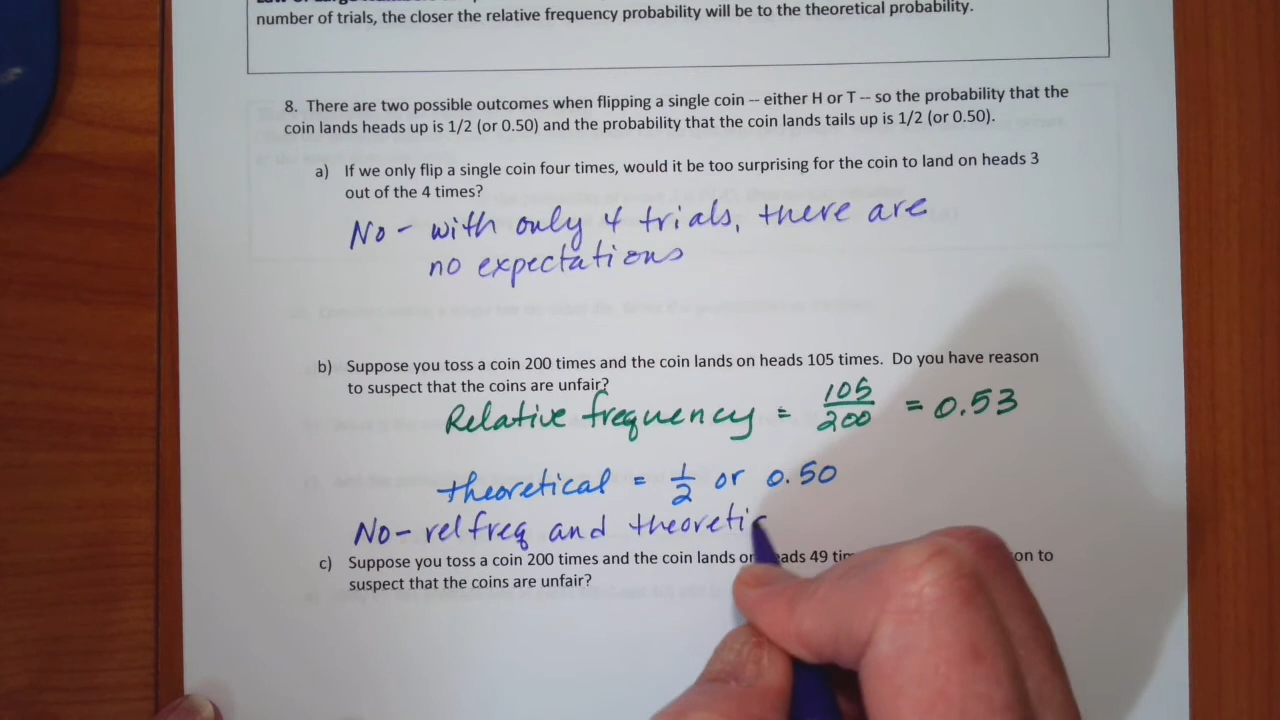 number of trials, the closer the relative frequency probability will be to the theoretical probability.
8. There are two possible outcomes when flipping a single coin -- either H or T -- so the probability that the
coin lands heads up is 1/2 (or 0.50) and the probability that the coin lands tails up is 1/2 (or 0.50).
a) If we only flip a single coin four times, would it be too surprising for the coin to land on heads 3
out of the 4 times?
No - with only 4 trials, there are
no expectations
b) Suppose you toss a coin 200 times and the coin lands on heads 105 times. Do you have reason
to suspect that the coins are unfair?
Relative frequency = 105/200 = 0.53
theoretical = 1/2 or 0.50
No - rel freq and theoretic
c) Suppose you toss a coin 200 times and the coin lands on heads 49 to
suspect that the coins are unfair?